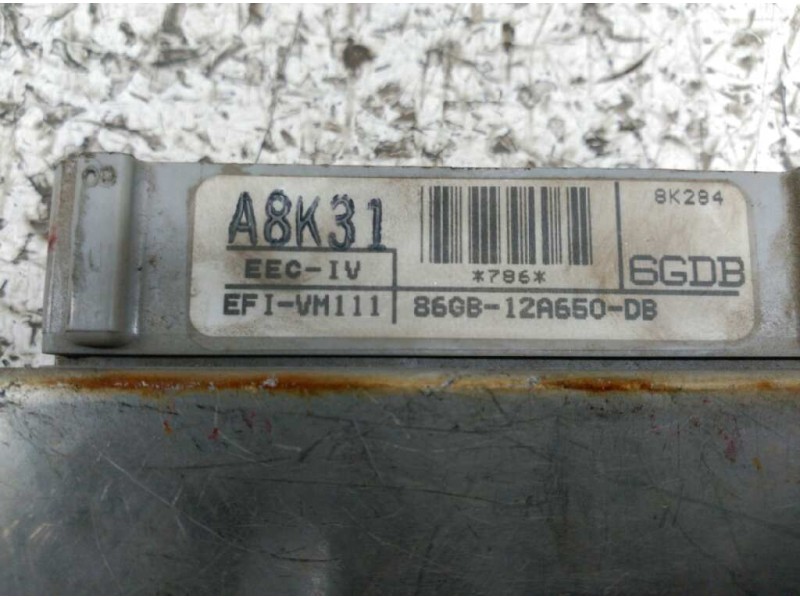 A8K31
8K284
*786*
EEC-IV
6GDB
EFI-VM111
86GB-12A650-DB